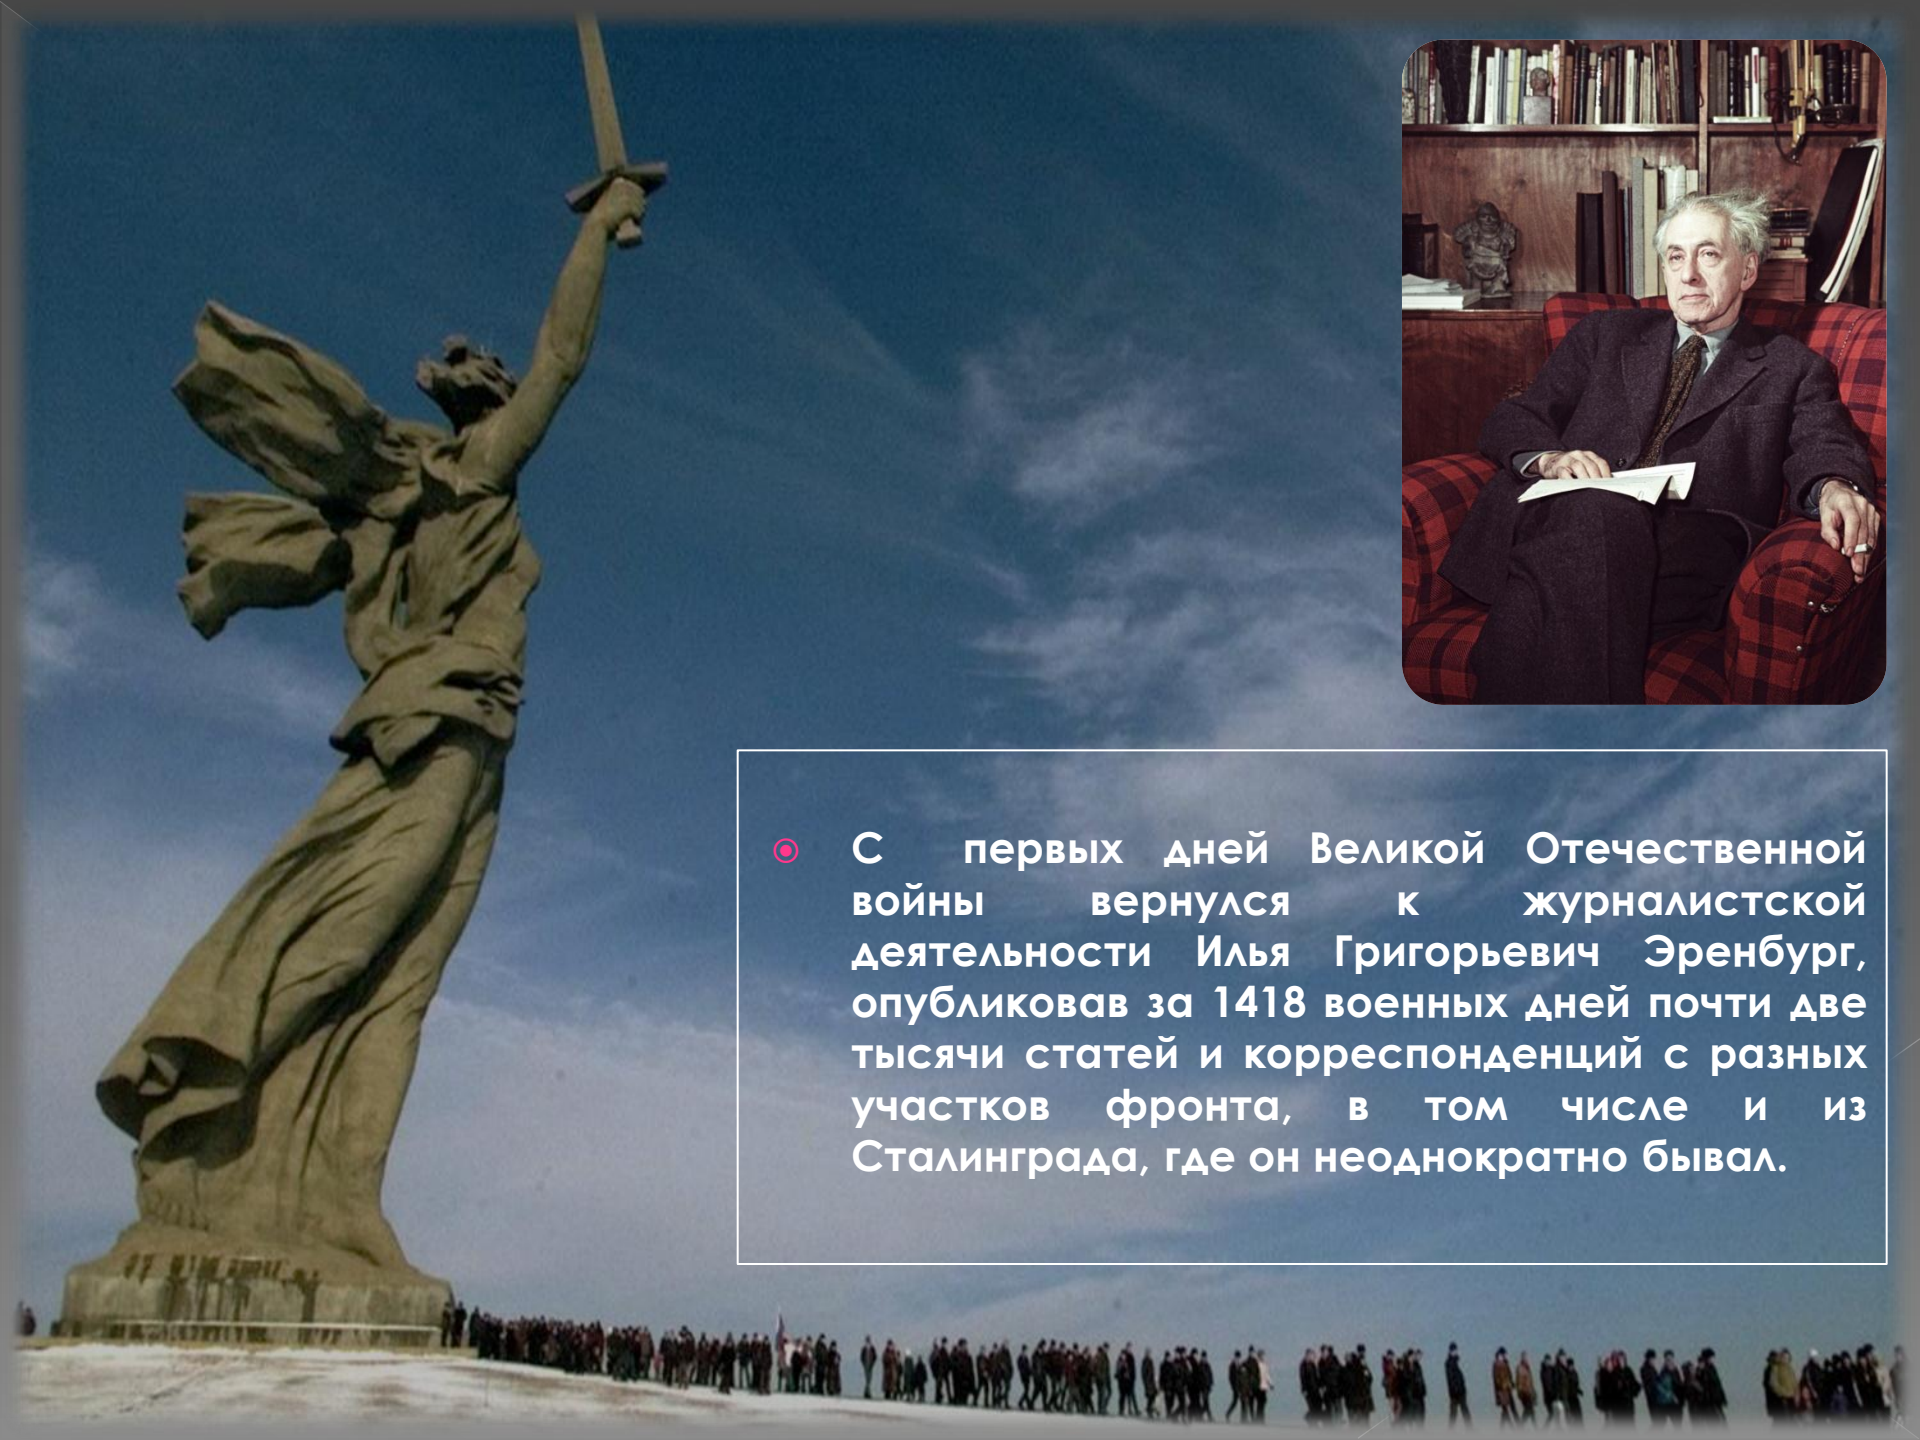 С первых дней Великой Отечественной
войны вернулся к журналистской
деятельности Илья Григорьевич Эренбург,
опубликовав за 1418 военных дней почти две
тысячи статей и корреспонденций с разных
участков фронта, в том числе и из
Сталинграда, где он неоднократно бывал.